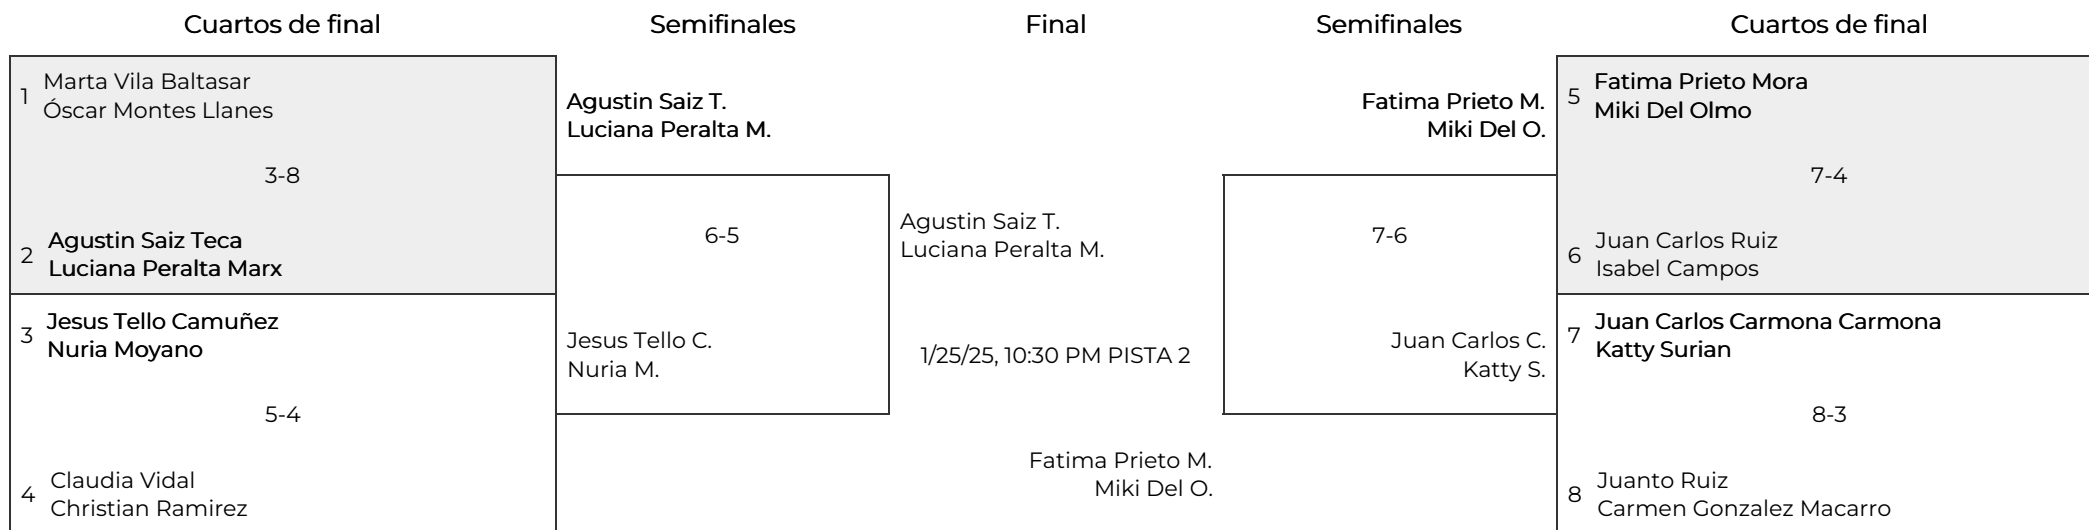 Cuartos de final
Semifinales
Final
Semifinales
Cuartos de final
1
Marta Vila Baltasar
Óscar Montes Llanes
3-8
2
Agustin Saiz Teca
Luciana Peralta Marx
3
Jesus Tello Camuñez
Nuria Moyano
5-4
4
Claudia Vidal
Christian Ramirez
Agustin Saiz T.
Luciana Peralta M.
6-5
Jesus Tello C.
Nuria M.
Agustin Saiz T.
Luciana Peralta M.
1/25/25, 10:30 PM PISTA 2
Fatima Prieto M.
Miki Del O.
Fatima Prieto M.
Miki Del O.
7-6
Juan Carlos C.
Katty S.
5
Fatima Prieto Mora
Miki Del Olmo
7-4
6
Juan Carlos Ruiz
Isabel Campos
7
Juan Carlos Carmona Carmona
Katty Surian
8-3
8
Juanto Ruiz
Carmen Gonzalez Macarro